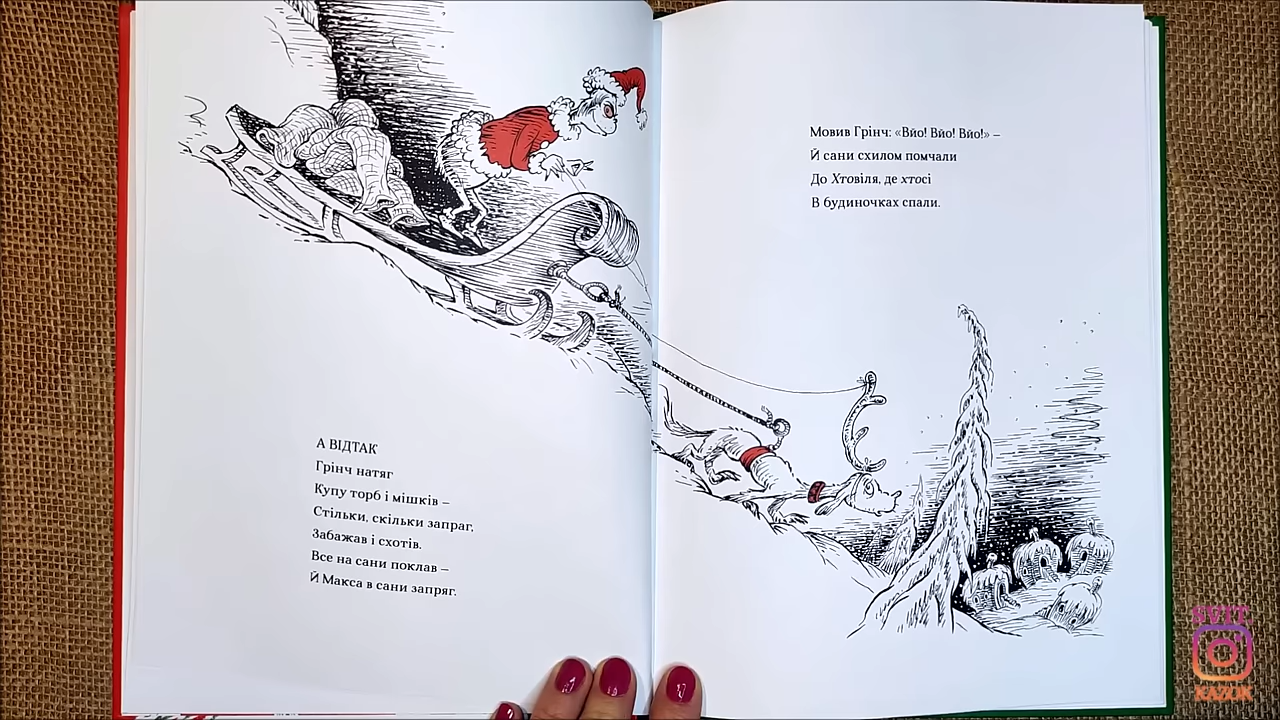 А ВІДТАК
Грінч натяг
Купу торб і мішків –
Стільки, скільки запраг,
Забажав і схотів.
Все на сани поклав –
Й Макса в сани запряг.
Мовив Грінч: «Вйо! Вйо! Вйо!» –
Й сани схилом помчали
До Хтовіля, де хтосі
В будиночках спали.
SVIT.
KAZOK